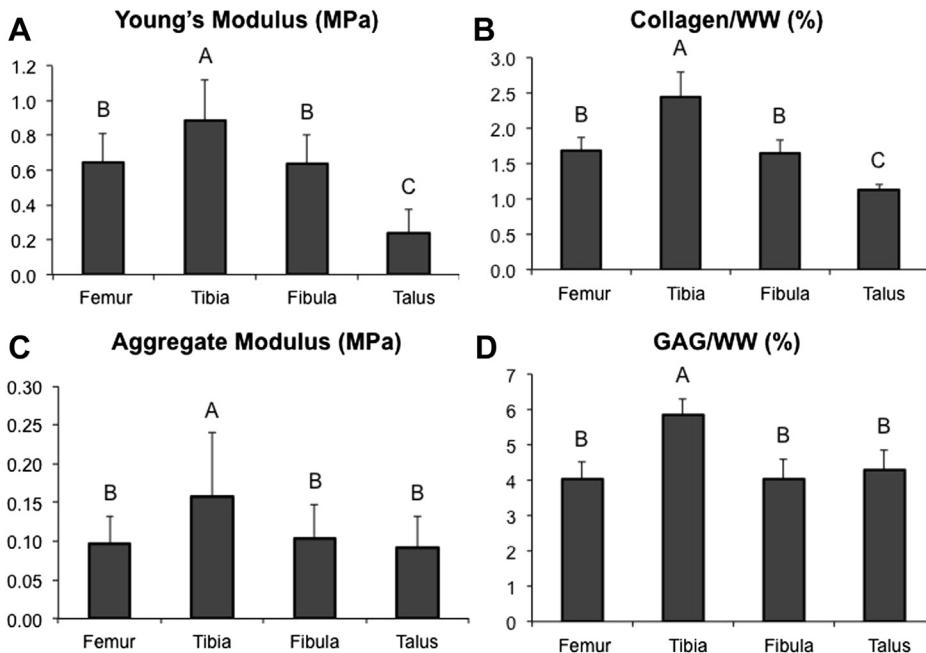 A Young's Modulus (MPa)
1.2
1.0
0.8
0.6
0.4
0.2
0.0
B A B C
Femur Tibia Fibula Talus
B Collagen/WW (%)
3.0
2.5
2.0
1.5
1.0
0.5
0.0
B A B C
Femur Tibia Fibula Talus
C Aggregate Modulus (MPa)
0.30
0.25
0.20
0.15
0.10
0.05
0.00
B A B B
Femur Tibia Fibula Talus
D GAG/WW (%)
7
6
5
4
3
2
1
0
B A B B
Femur Tibia Fibula Talus